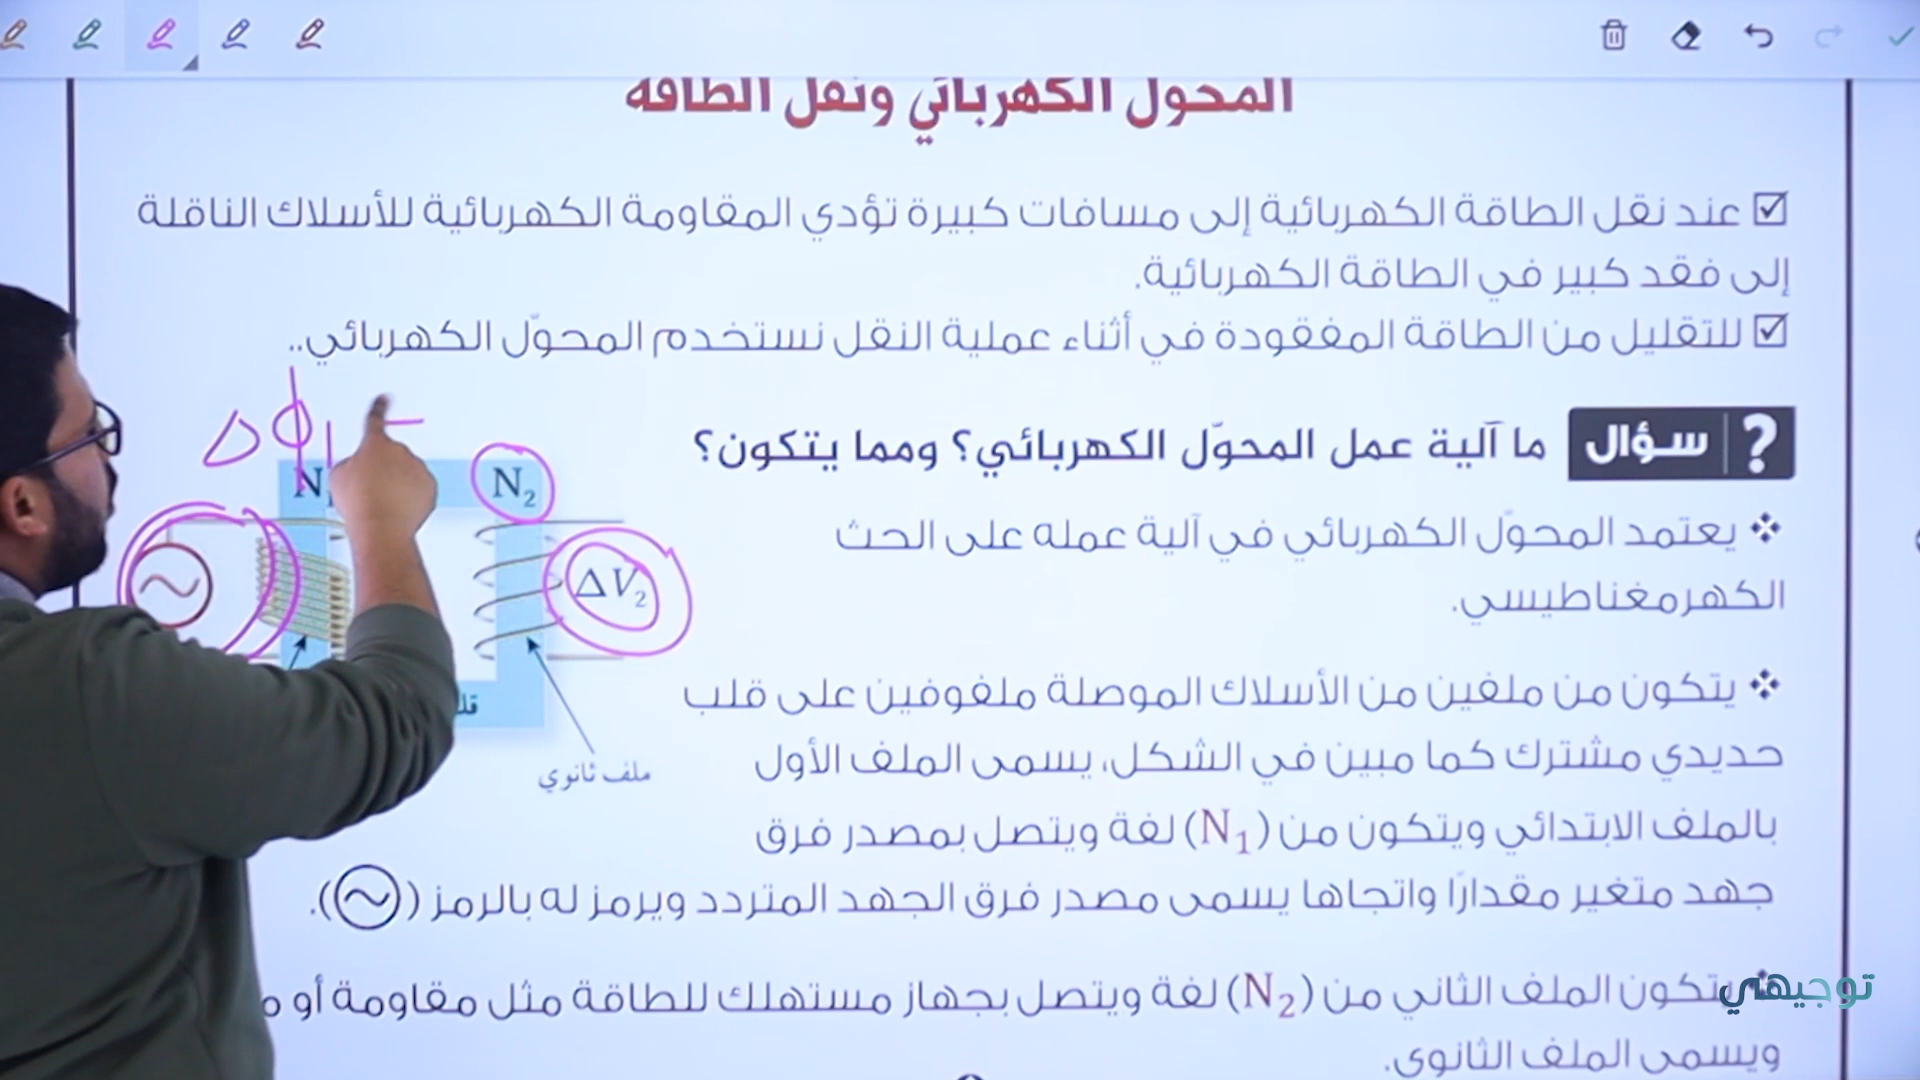 المحول الكهربائي ونقل الطاقة
عند نقل الطاقة الكهربائية إلى مسافات كبيرة تؤدي المقاومة الكهربائية للأسلاك الناقلة
إلى فقد كبير في الطاقة الكهربائية.
للتقليل من الطاقة المفقودة في أثناء عملية النقل نستخدم المحوّل الكهربائي..
? سؤال ما آلية عمل المحوّل الكهربائي؟ ومما يتكون؟
Δϕ1
N
N2
ΔV2
ملف ثانوي
يعتمد المحوّل الكهربائي في آلية عمله على الحث
الكهرمغناطيسي.
يتكون من ملفين من الأسلاك الموصلة ملفوفين على قلب
حديدي مشترك كما مبين في الشكل، يسمى الملف الأول
بالملف الابتدائي ويتكون من (N1) لفة ويتصل بمصدر فرق
جهد متغير مقدارًا واتجاها يسمى مصدر فرق الجهد المتردد ويرمز له بالرمز (~).
يتكون الملف الثاني من (N2) لفة ويتصل بجهاز مستهلك للطاقة مثل مقاومة أو
ويسمى الملف الثانوي.
توجيهي